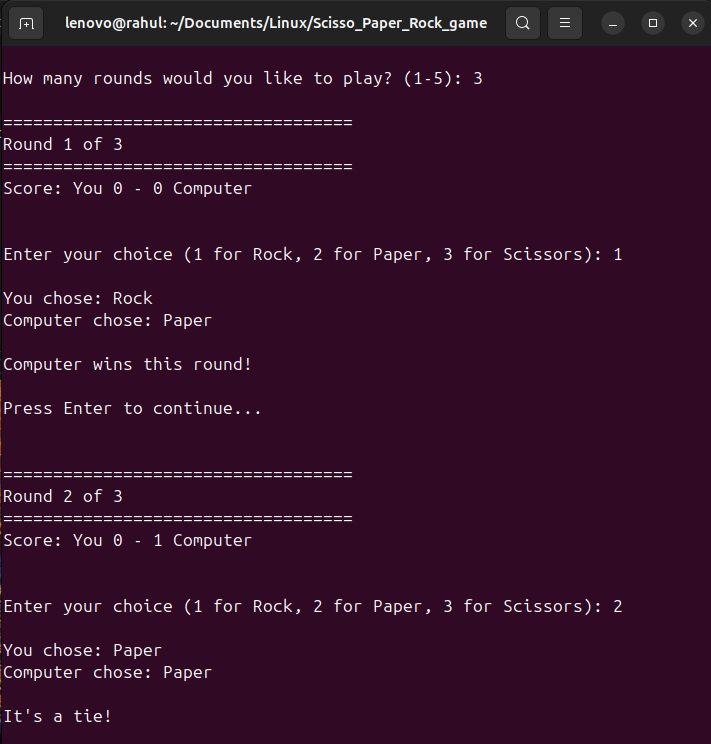 lenovo@rahul: ~/Documents/Linux/Scisso_Paper_Rock_game
How many rounds would you like to play? (1-5): 3
===================================
Round 1 of 3
===================================
Score: You 0 - 0 Computer
Enter your choice (1 for Rock, 2 for Paper, 3 for Scissors): 1
You chose: Rock
Computer chose: Paper
Computer wins this round!
Press Enter to continue...
===================================
Round 2 of 3
===================================
Score: You 0 - 1 Computer
Enter your choice (1 for Rock, 2 for Paper, 3 for Scissors): 2
You chose: Paper
Computer chose: Paper
It's a tie!